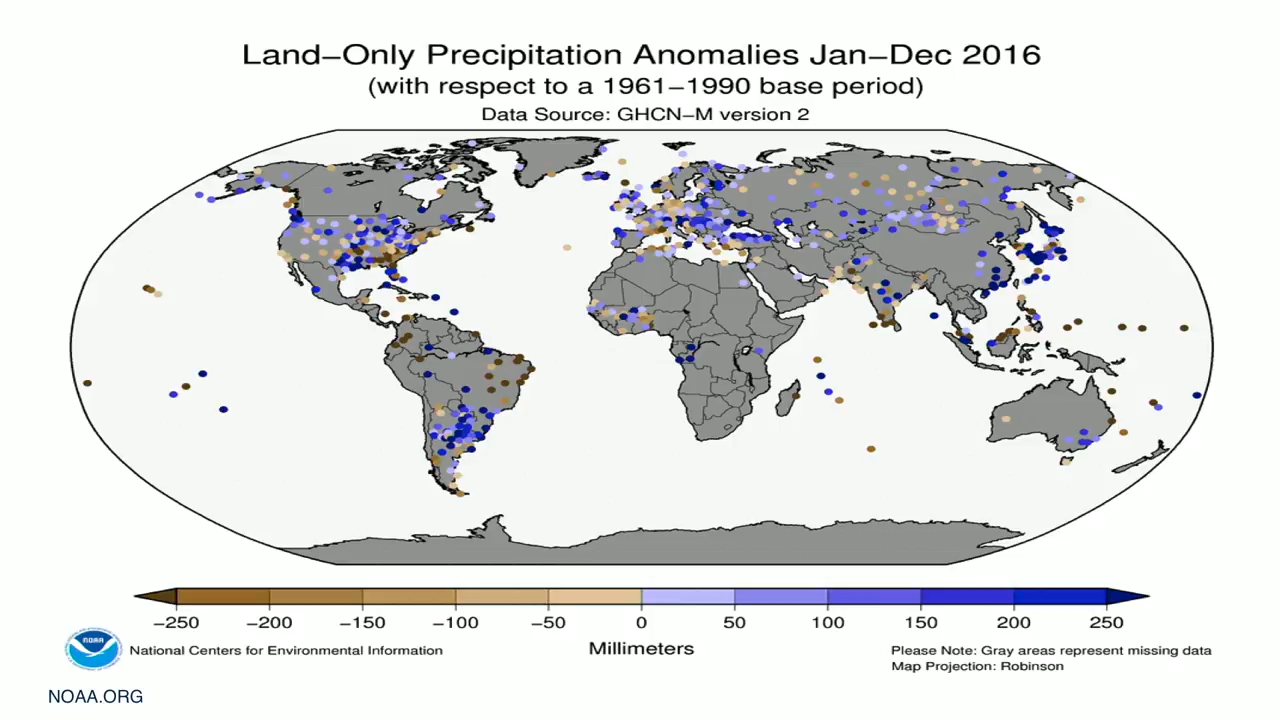 Land−Only Precipitation Anomalies Jan−Dec 2016
(with respect to a 1961−1990 base period)
Data Source: GHCN−M version 2
−250 −200 −150 −100 −50 0 50 100 150 200 250
Millimeters
NOAA
National Centers for Environmental Information
Please Note: Gray areas represent missing data
Map Projection: Robinson
NOAA.ORG